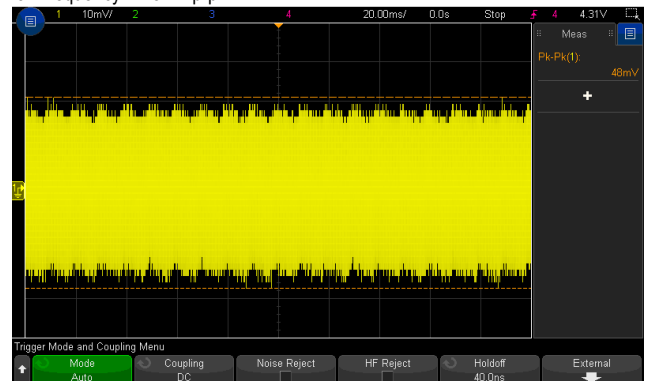 1 10mV/ 2 3 4 20.00ms/ 0.0s Stop 4 4.31V
Meas
Pk-Pk(1):
48mV
1
Trigger Mode and Coupling Menu
Mode Coupling Noise Reject HF Reject Holdoff External
Auto DC 40.0ns